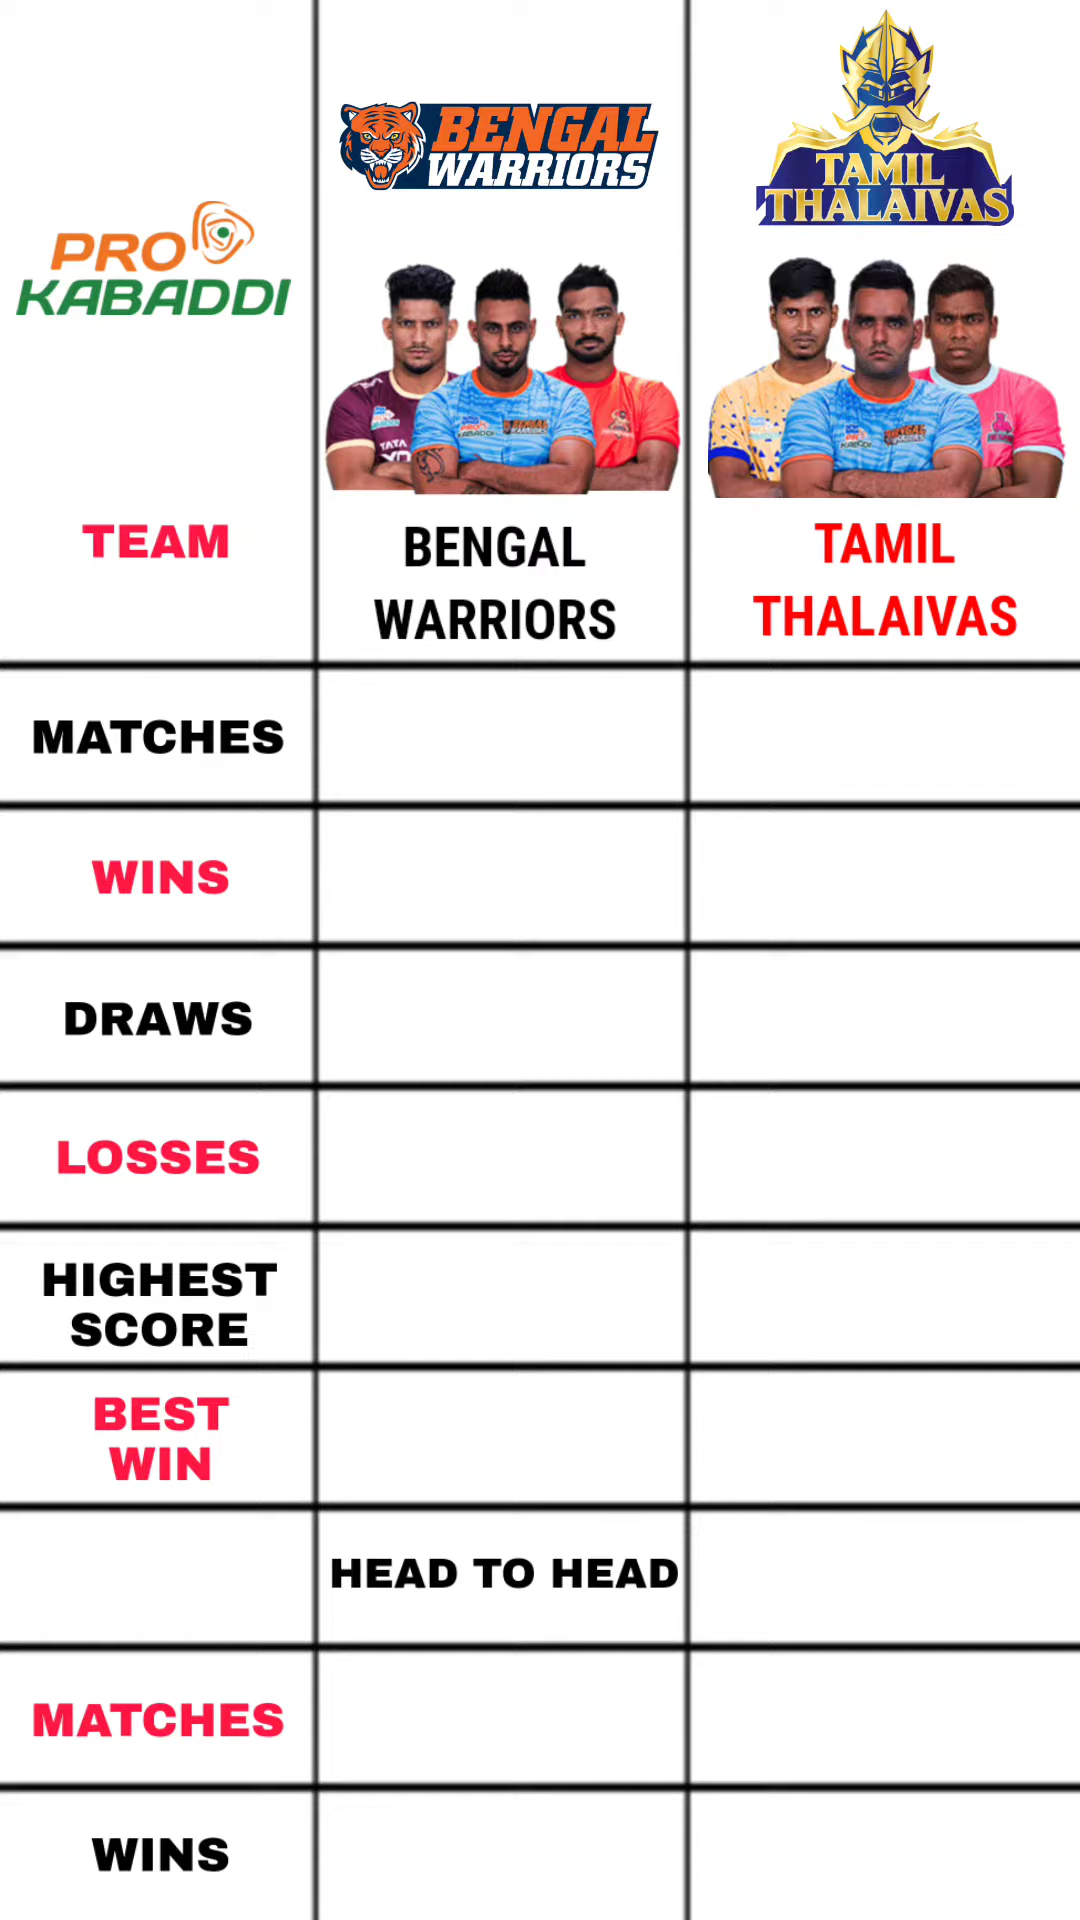 BENGAL
WARRIORS
TAMIL
THALAIVAS
PRO
KABADDI
TATA
TEAM
BENGAL
WARRIORS
TAMIL
THALAIVAS
MATCHES
WINS
DRAWS
LOSSES
HIGHEST
SCORE
BEST
WIN
HEAD TO HEAD
MATCHES
WINS